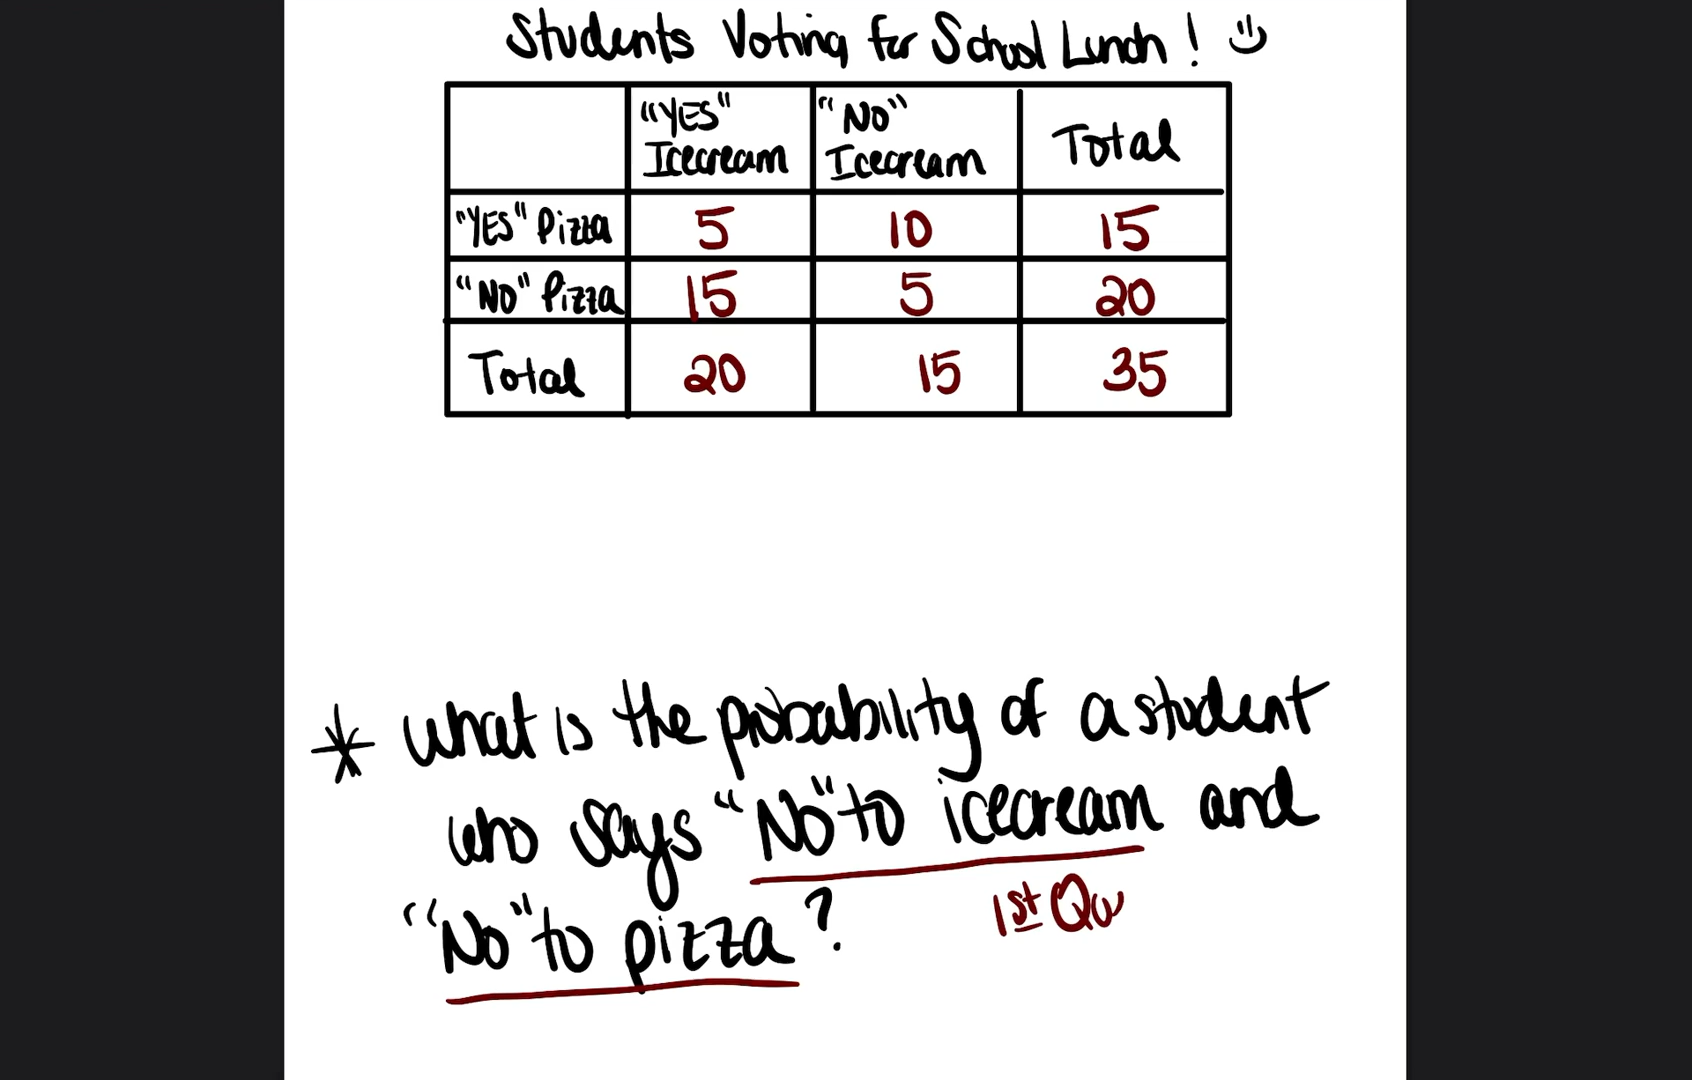 Students Voting for School Lunch! :)
"YES" Icecream "NO" Icecream Total
"YES" Pizza 5 10 15
"NO" Pizza 15 5 20
Total 20 15 35
* what is the probability of a student
who says "No" to icecream and
"No" to pizza?
1st Qu